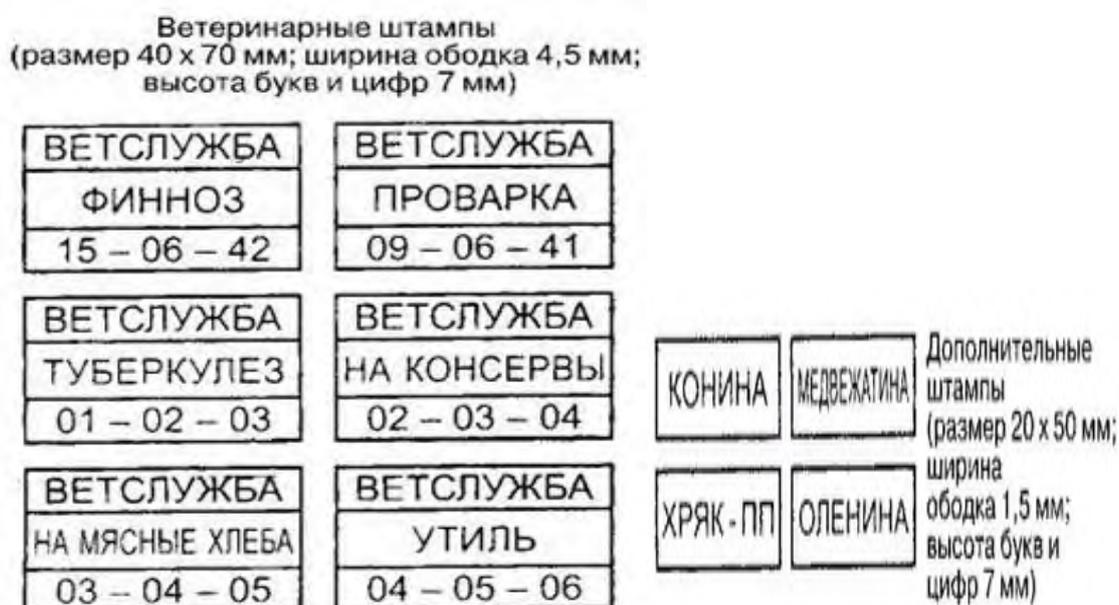 Ветеринарные штампы
(размер 40 х 70 мм; ширина ободка 4,5 мм;
высота букв и цифр 7 мм)
ВЕТСЛУЖБА
ФИННОЗ
15 – 06 – 42
ВЕТСЛУЖБА
ПРОВАРКА
09 – 06 – 41
ВЕТСЛУЖБА
ТУБЕРКУЛЕЗ
01 – 02 – 03
ВЕТСЛУЖБА
НА КОНСЕРВЫ
02 – 03 – 04
ВЕТСЛУЖБА
НА МЯСНЫЕ ХЛЕБА
03 – 04 – 05
ВЕТСЛУЖБА
УТИЛЬ
04 – 05 – 06
КОНИНА
МЕДВЕЖАТИНА
ХРЯК - ПП
ОЛЕНИНА
Дополнительные
штампы
(размер 20 х 50 мм;
ширина
ободка 1,5 мм;
высота букв и
цифр 7 мм)